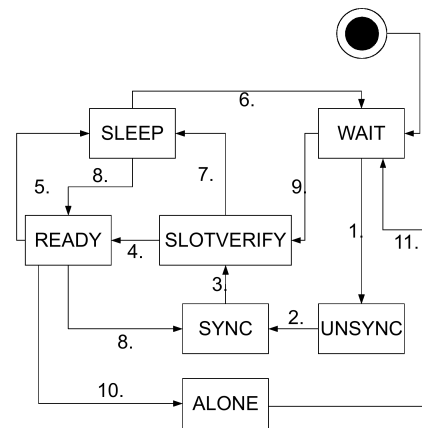 6.
SLEEP
WAIT
5.
8.
7.
9.
READY
SLOTVERIFY
1.
4.
11.
3.
8.
SYNC
2.
UNSYNC
10.
ALONE